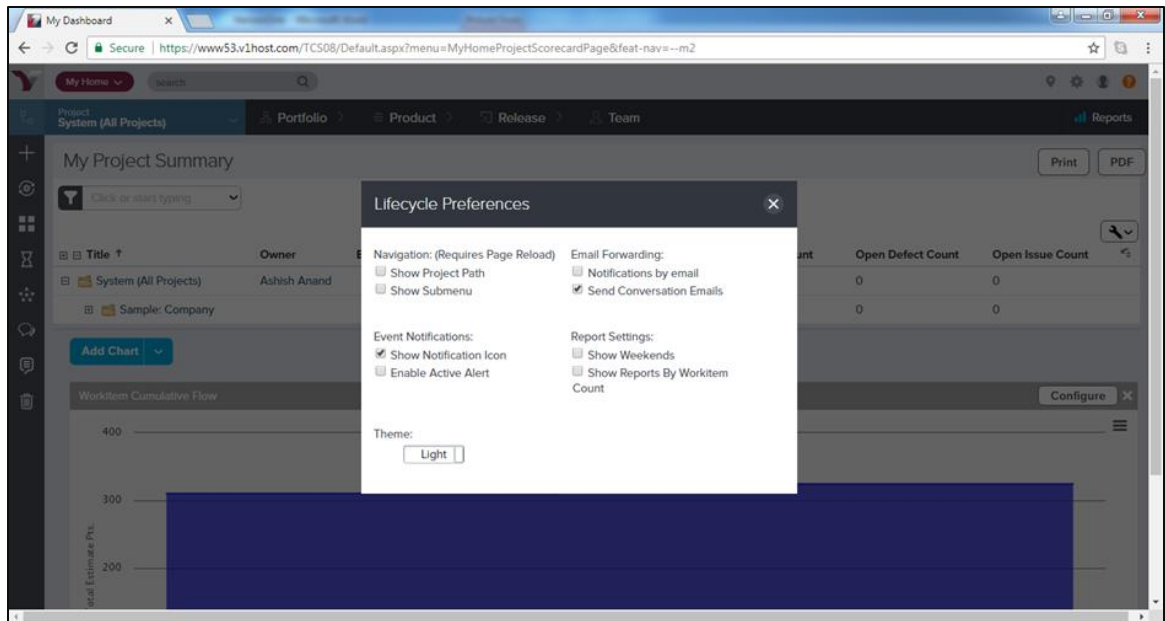 My Dashboard
Secure | https://www53.v1host.com/TCS08/Default.aspx?menu=MyHomeProjectScorecardPage&feat-nav=--m2
My Home
search
Project
System (All Projects)
Portfolio
Product
Release
Team
Reports
My Project Summary
Print
PDF
Click or start typing
Lifecycle Preferences
Title
Owner
unt
Open Defect Count
Open Issue Count
System (All Projects)
Ashish Anand
0
0
Sample: Company
0
0
Navigation: (Requires Page Reload)
Show Project Path
Show Submenu
Email Forwarding:
Notifications by email
Send Conversation Emails
Event Notifications:
Show Notification Icon
Enable Active Alert
Report Settings:
Show Weekends
Show Reports By Workitem
Count
Theme:
Light
Add Chart
Workitem Cumulative Flow
Configure
400
300
200
otal Estimate Pts.